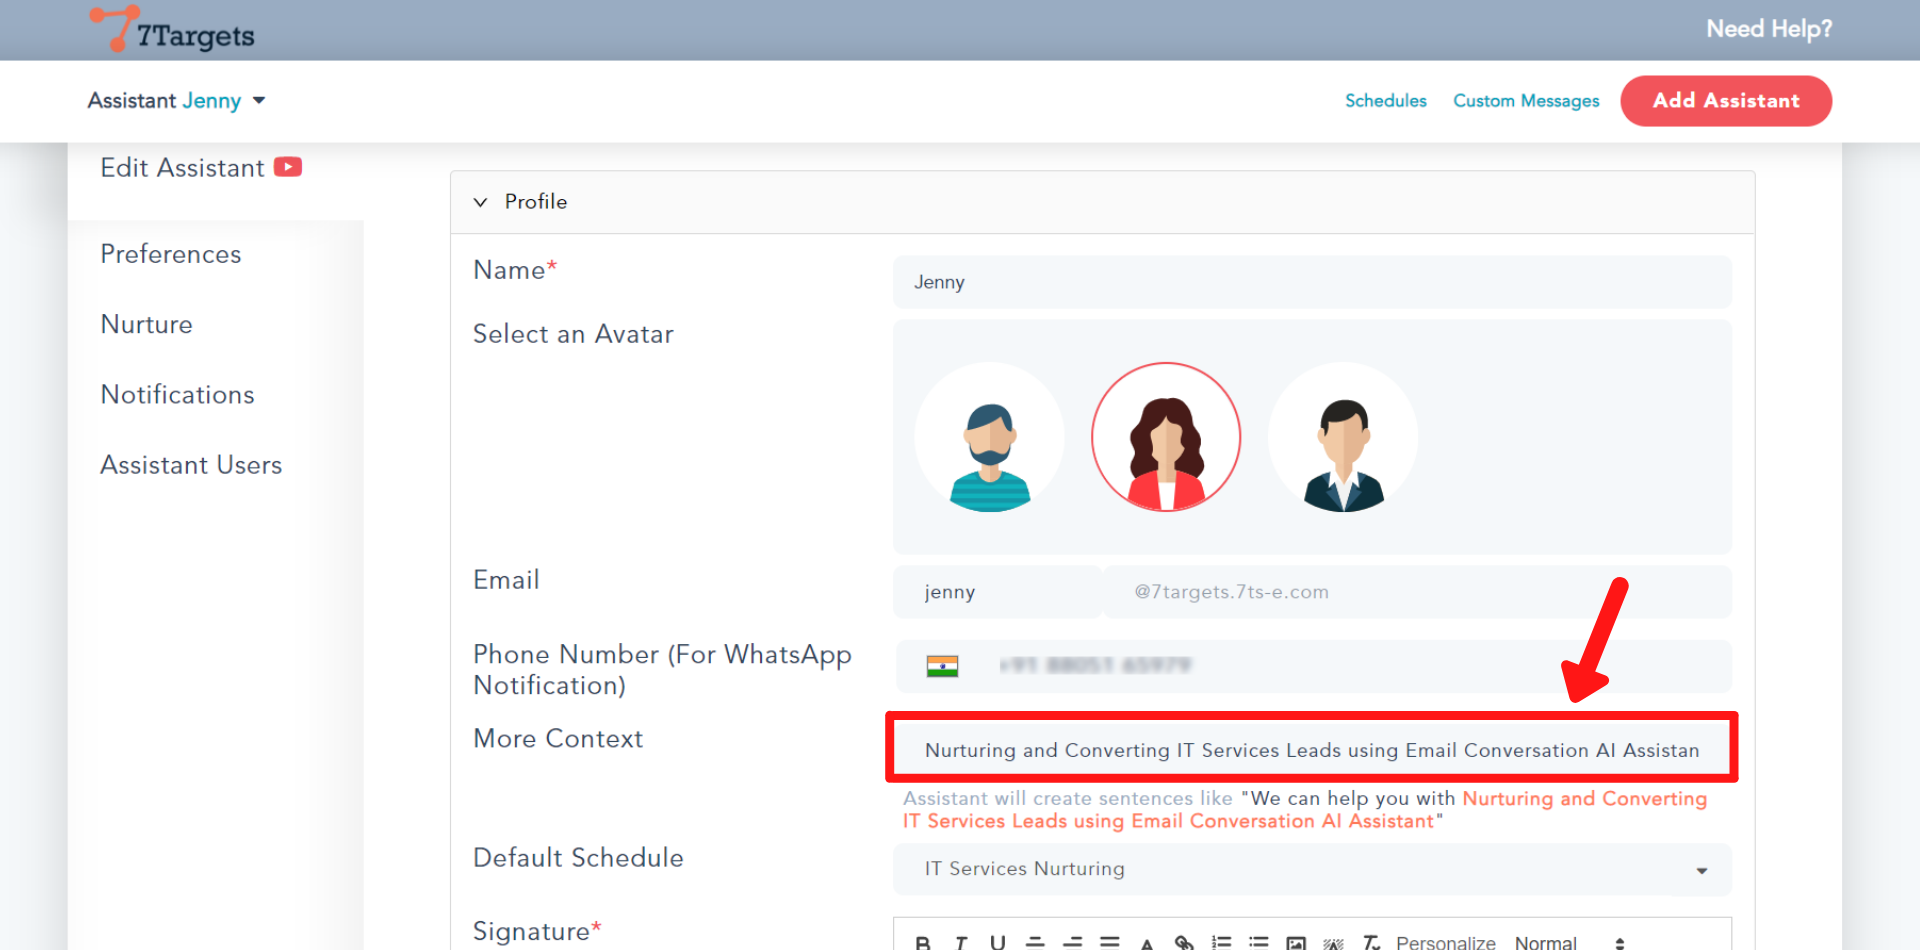 7Targets
Need Help?
Assistant Jenny
Schedules
Custom Messages
Add Assistant
Edit Assistant
Preferences
Nurture
Notifications
Assistant Users
Profile
Name*
Jenny
Select an Avatar
Email
jenny
@7targets.7ts-e.com
Phone Number (For WhatsApp
Notification)
More Context
Nurturing and Converting IT Services Leads using Email Conversation AI Assistan
Assistant will create sentences like "We can help you with Nurturing and Converting
IT Services Leads using Email Conversation AI Assistant"
Default Schedule
IT Services Nurturing
Signature*
Personalize
Normal